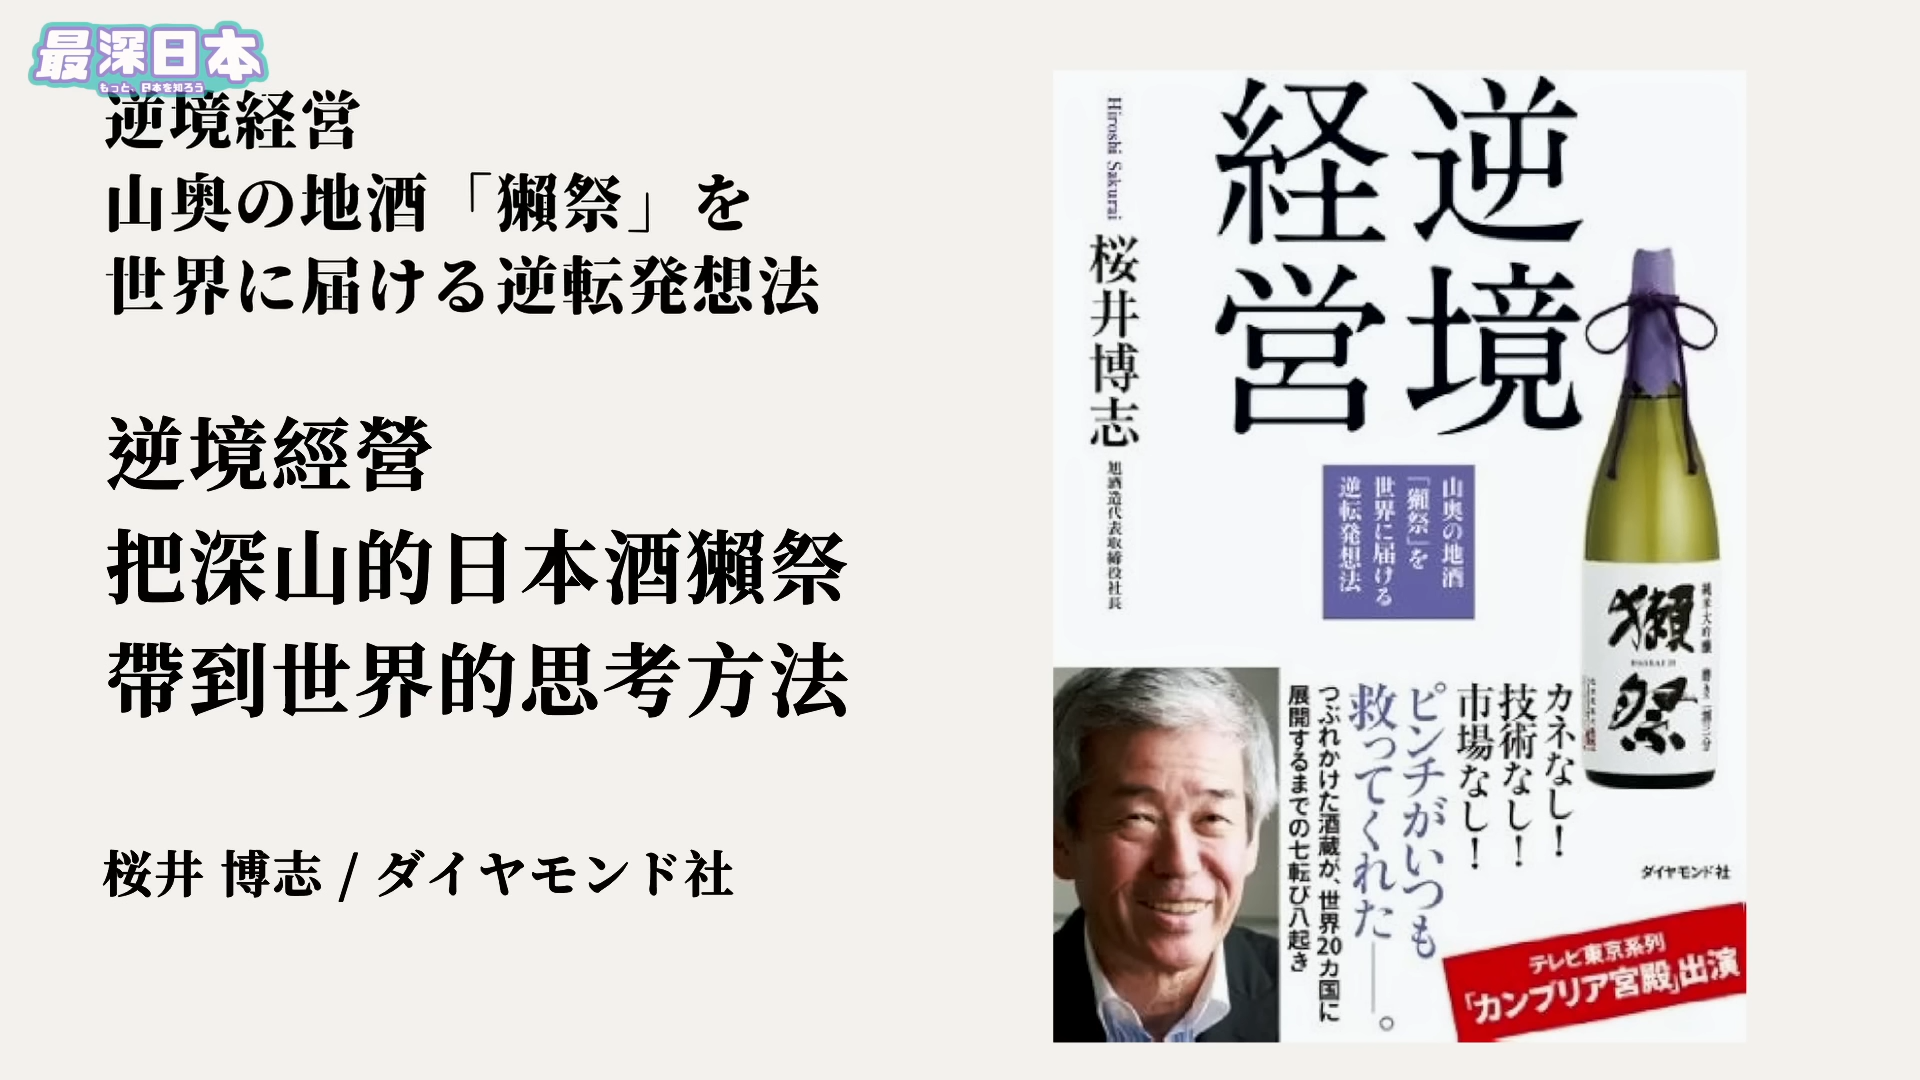 最深日本
もっと、日本を知ろう
逆境経営
山奥の地酒「獺祭」を
世界に届ける逆転発想法
逆境經營
把深山的日本酒獺祭
帶到世界的思考方法
桜井 博志 / ダイヤモンド社
逆境
経営
Hiroshi Sakurai
桜井博志
旭酒造代表取締役社長
山奥の地酒
「獺祭」を
世界に届ける
逆転発想法
純米大吟醸 磨き二割三分
獺祭
カネなし!
技術なし!
市場なし!
ピンチがいつも
救ってくれた──。
つぶれかけた酒蔵が、世界20カ国に
展開するまでの七転び八起き
ダイヤモンド社
テレビ東京系列
「カンブリア宮殿」出演